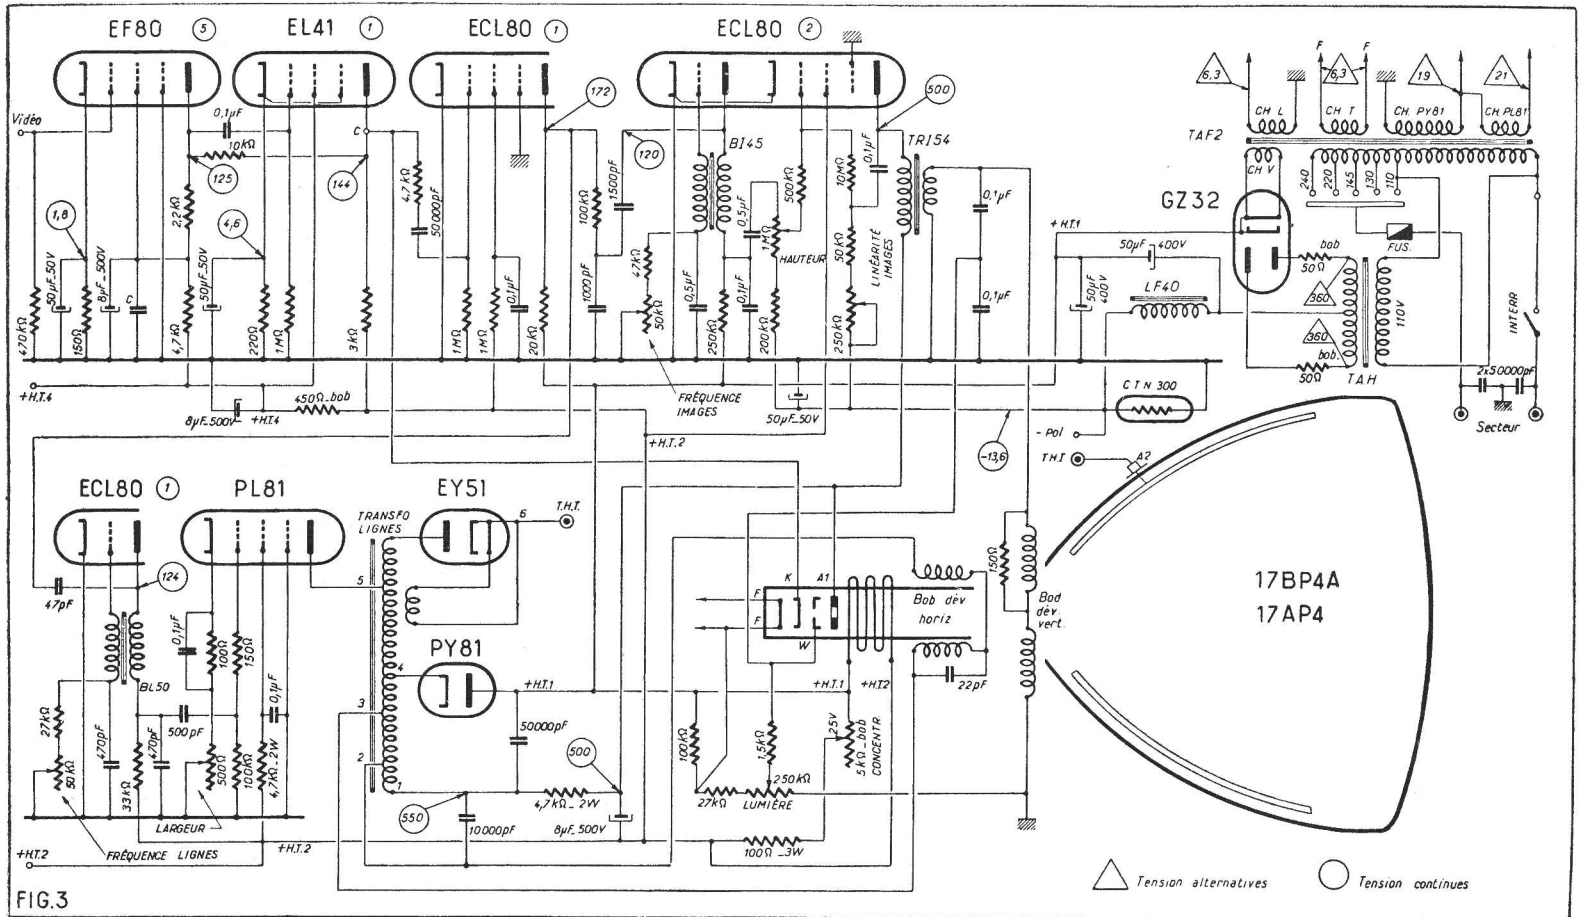 EF80 5
EL41 1
ECL80 1
ECL80 2
Vidéo
0,1µF
10kΩ
125
2,2kΩ
1,8
4,6
144
C
4,7kΩ
50000pF
172
100kΩ
1500pF
120
BI45
500
TRI54
0,1µF
500kΩ
10MΩ
0,5µF
1MΩ
HAUTEUR
50kΩ
LINÉARITÉ
IMAGES
0,1µF
0,1µF
470kΩ
50µF_50V
150Ω
8µF_500V
C
4,7kΩ
50µF_50V
220Ω
1MΩ
3kΩ
1MΩ
1MΩ
0,1µF
20kΩ
1000pF
47kΩ
50kΩ
0,5µF
250kΩ
0,1µF
200kΩ
250kΩ
6,3
F
F
6,3
19
21
CH L
CH T
CH. PY81
CH. PL81
TAF2
CH V
240
220
145
130
110
GZ32
FUS.
+H.T.1
50µF
400V
50µF
400V
LF40
bob
50Ω
360
360
bob.
50Ω
110V
T.A.H
INTERR
2x50000pF
Secteur
+H.T.4
8µF_500V
+H.T.4
450Ω_bob
FRÉQUENCE
IMAGES
50µF_50V
+H.T.2
CTN 300
-13,6
- Pol
T.H.T
A2
ECL80 1
PL81
EY51
TRANSFO
LIGNES
6
T.H.T.
5
4
3
2
1
47pF
124
BL50
0,1µF
100Ω
150Ω
PY81
+H.T.1
27kΩ
50kΩ
470pF
33kΩ
470pF
500pF
500Ω
100kΩ
4,7kΩ_2W
0,1µF
50000pF
550
10000pF
4,7kΩ_2W
500
8µF_500V
LARGEUR
FRÉQUENCE LIGNES
+H.T.2
+H.T.2
K
A1
F
F
W
Bob dév
horiz
150Ω
Bod
dév.
vert.
22pF
+H.T.1
+H.T.2
100kΩ
1,5kΩ
25V
5kΩ_bob
CONCENTR.
27kΩ
250kΩ
LUMIÈRE
100Ω_3W
17BP4A
17AP4
Tension alternatives
Tension continues
FIG.3